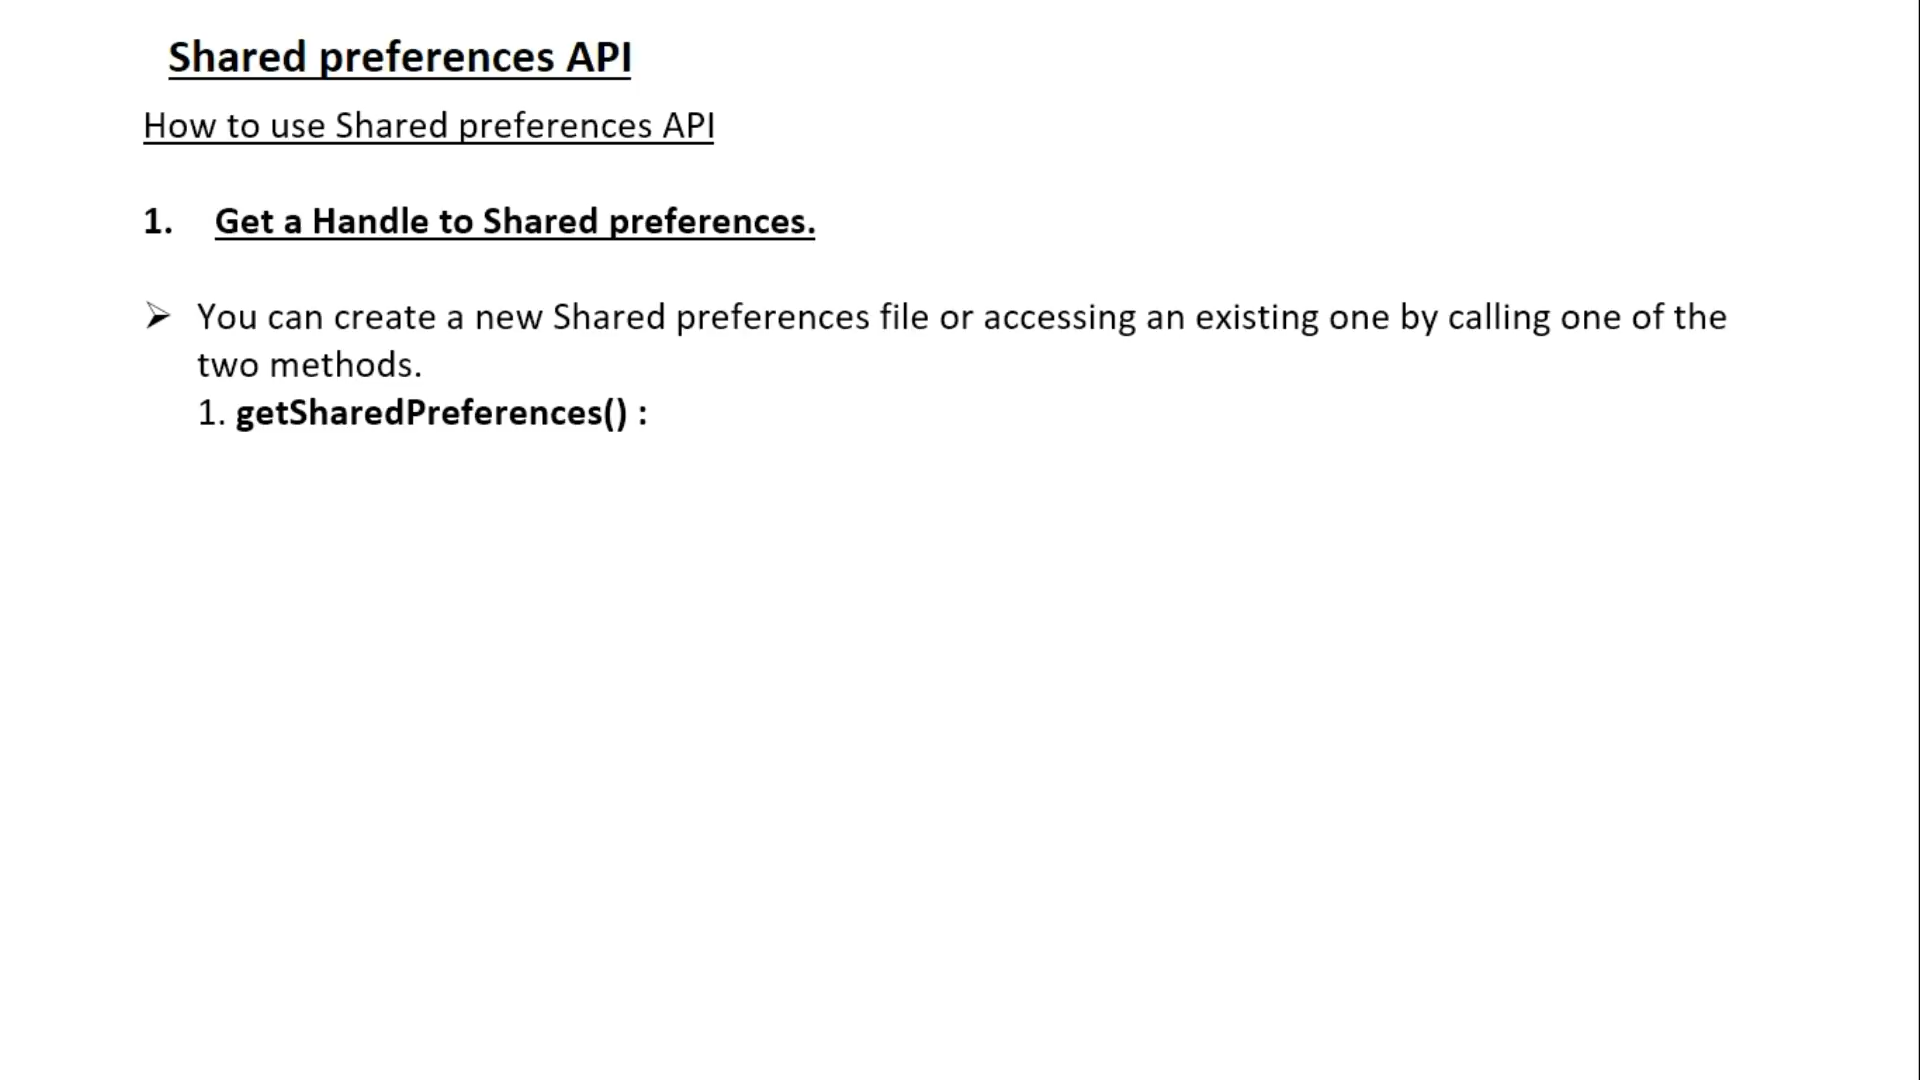 Shared preferences API
How to use Shared preferences API
1. Get a Handle to Shared preferences.
➢ You can create a new Shared preferences file or accessing an existing one by calling one of the
two methods.
1. getSharedPreferences() :